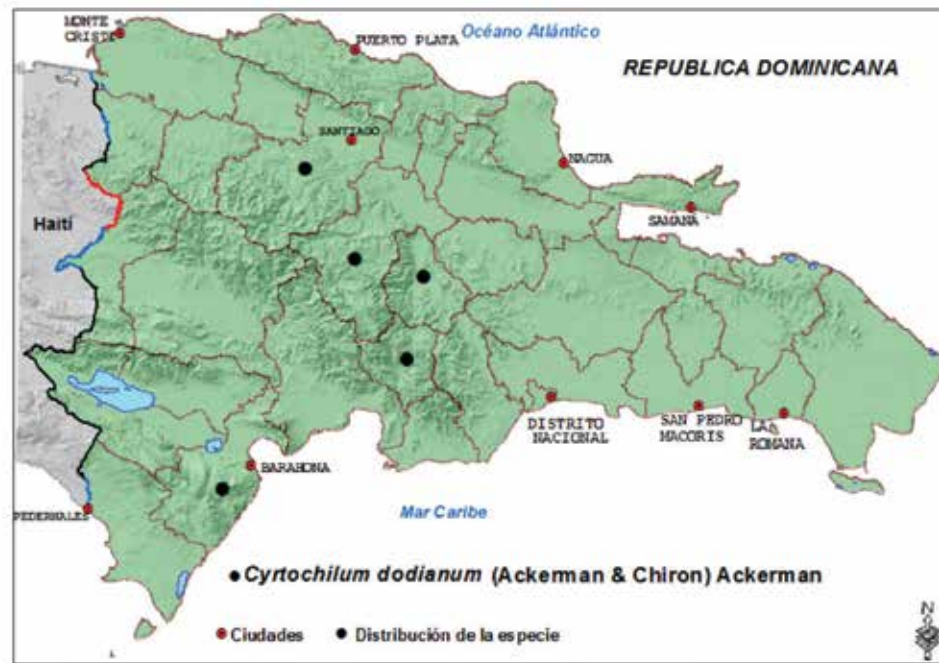 MONTE
CRISTI
PUERTO PLATA
Océano Atlántico
REPUBLICA DOMINICANA
SANTIAGO
NAGUA
SAMANA
Haití
DISTRITO
NACIONAL
SAN PEDRO
MACORIS
LA
ROMANA
BARAHONA
PEDERNALES
Mar Caribe
Cyrtochilum dodianum (Ackerman & Chiron) Ackerman
Ciudades
Distribución de la especie
N